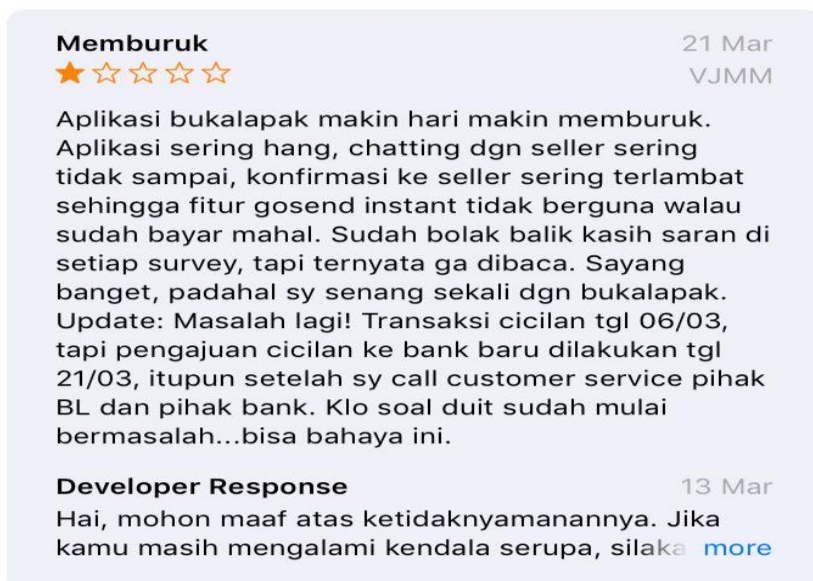 Memburuk 21 Mar
VJMM
Aplikasi bukalapak makin hari makin memburuk.
Aplikasi sering hang, chatting dgn seller sering
tidak sampai, konfirmasi ke seller sering terlambat
sehingga fitur gosend instant tidak berguna walau
sudah bayar mahal. Sudah bolak balik kasih saran di
setiap survey, tapi ternyata ga dibaca. Sayang
banget, padahal sy senang sekali dgn bukalapak.
Update: Masalah lagi! Transaksi cicilan tgl 06/03,
tapi pengajuan cicilan ke bank baru dilakukan tgl
21/03, itupun setelah sy call customer service pihak
BL dan pihak bank. Klo soal duit sudah mulai
bermasalah...bisa bahaya ini.
Developer Response 13 Mar
Hai, mohon maaf atas ketidaknyamanannya. Jika
kamu masih mengalami kendala serupa, silaka more